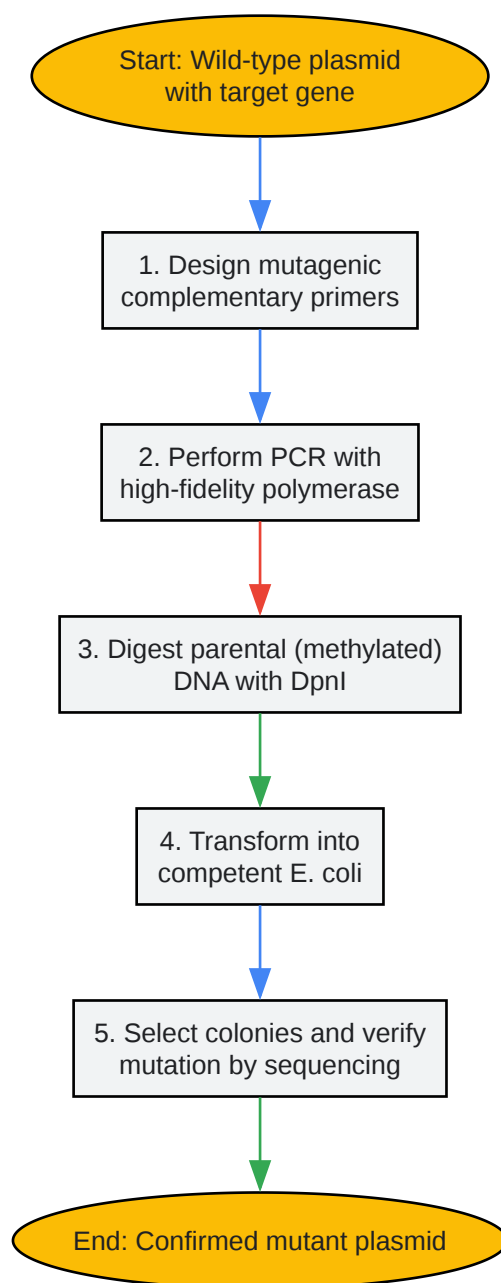 Start: Wild-type plasmid
with target gene
1. Design mutagenic
complementary primers
2. Perform PCR with
high-fidelity polymerase
3. Digest parental (methylated)
DNA with DpnI
4. Transform into
competent E. coli
5. Select colonies and verify
mutation by sequencing
End: Confirmed mutant plasmid